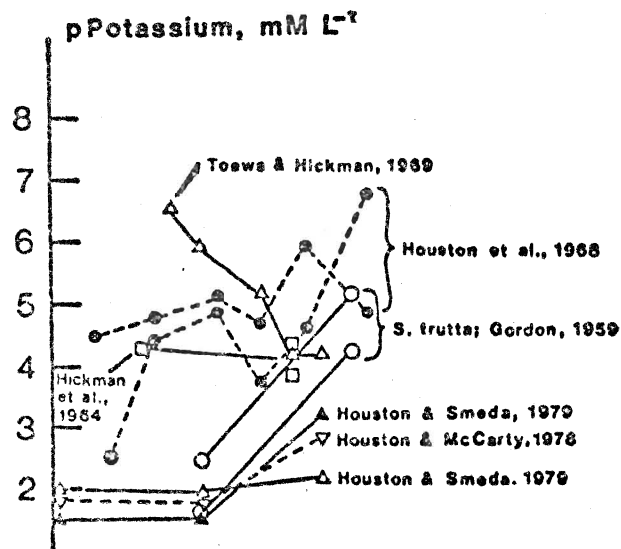 pPotassium, mM L⁻¹
8
Toews & Hickman, 1969
7
6
Houston et al., 1968
5
S. trutta; Gordon, 1959
4
Hickman
et al.,
1964
3
Houston & Smeda, 1979
Houston & McCarty, 1978
Houston & Smeda. 1979
2